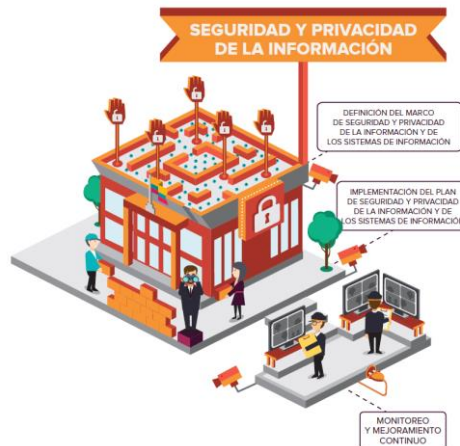 SEGURIDAD Y PRIVACIDAD
DE LA INFORMACIÓN
DEFINICIÓN DEL MARCO
DE SEGURIDAD Y PRIVACIDAD
DE LA INFORMACIÓN Y DE
LOS SISTEMAS DE INFORMACIÓN
IMPLEMENTACIÓN DEL PLAN
DE SEGURIDAD Y PRIVACIDAD
DE LA INFORMACIÓN Y DE
LOS SISTEMAS DE INFORMACIÓN
MONITOREO
Y MEJORAMIENTO
CONTINUO